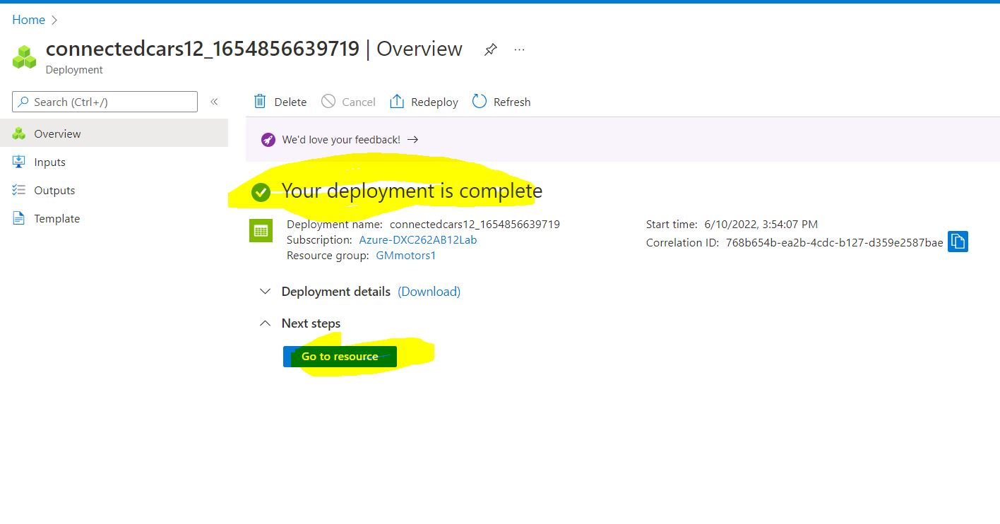 Home
connectedcars12_1654856639719 | Overview
Deployment
Search (Ctrl+/)
Delete Cancel Redeploy Refresh
Overview
Inputs
Outputs
Template
We'd love your feedback!
Your deployment is complete
Deployment name: connectedcars12_1654856639719
Subscription: Azure-DXC262AB12Lab
Resource group: GMmotors1
Start time: 6/10/2022, 3:54:07 PM
Correlation ID: 768b654b-ea2b-4cdc-b127-d359e2587bae
Deployment details (Download)
Next steps
Go to resource